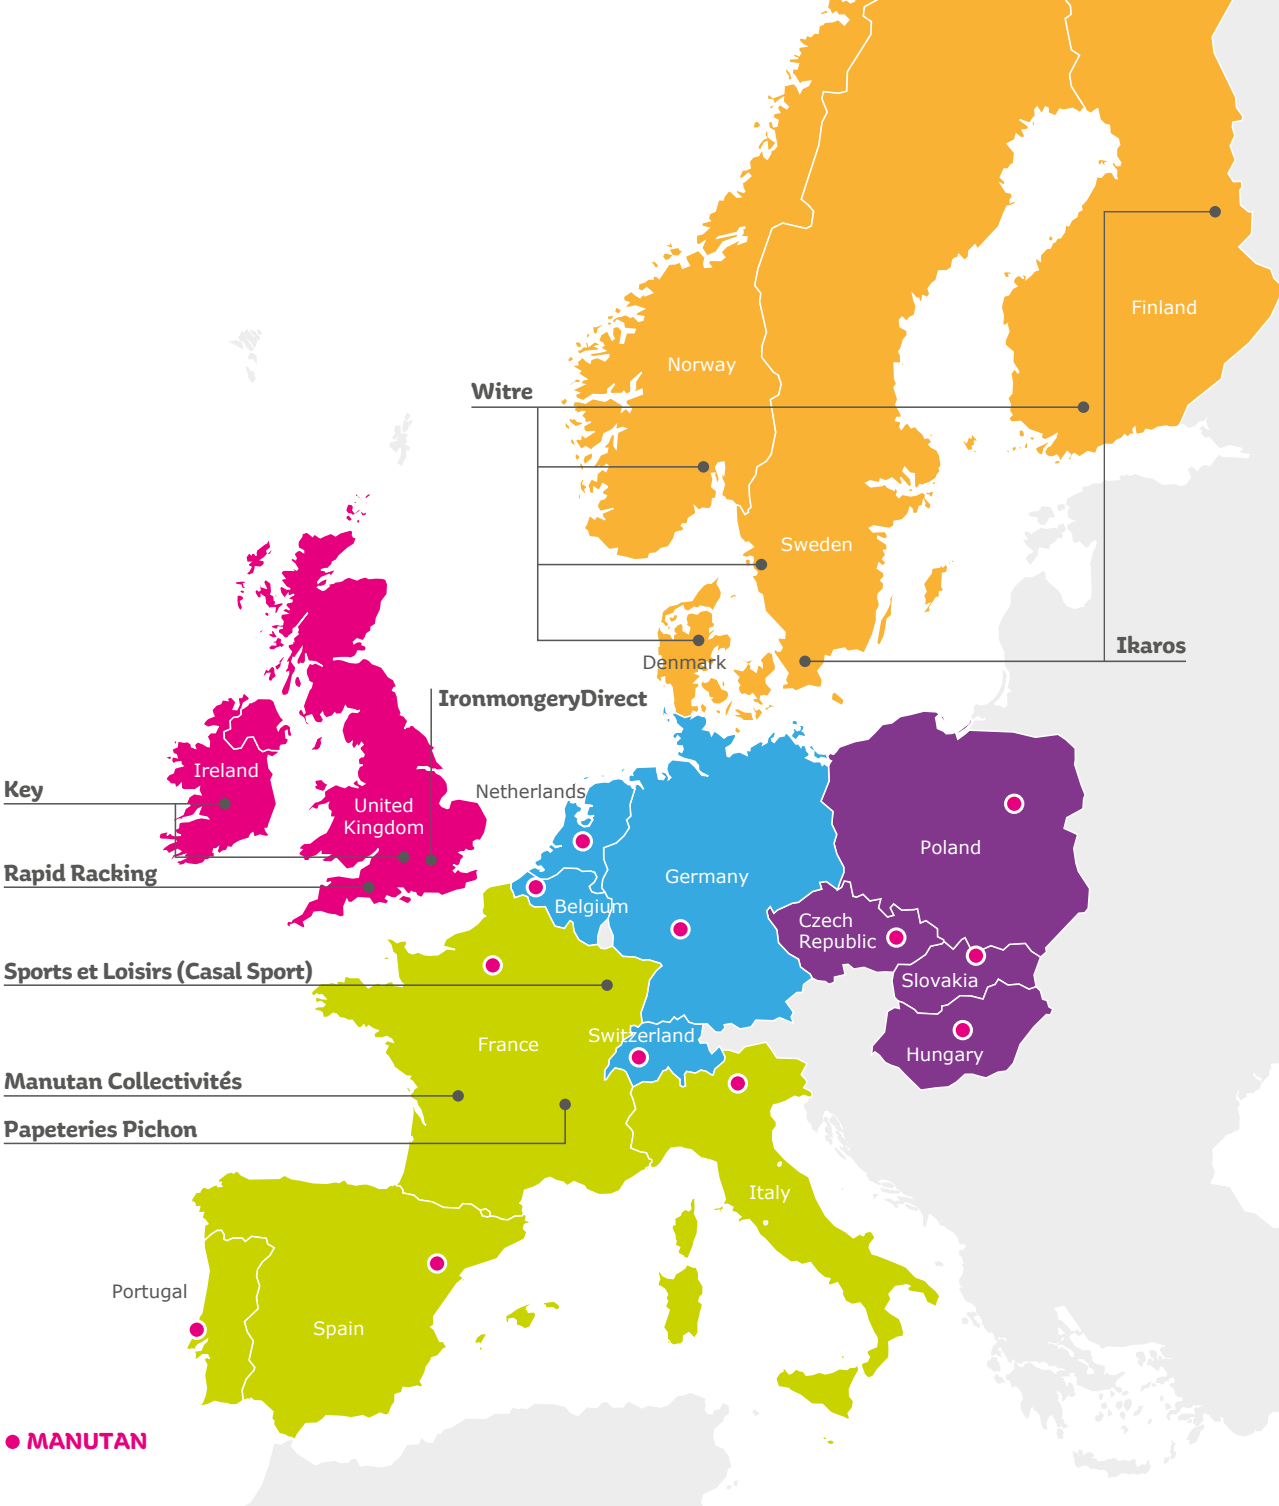 Finland
Norway
Witre
Sweden
Ikaros
Denmark
IronmongeryDirect
Ireland
Key
Netherlands
United
Kingdom
Poland
Rapid Racking
Germany
Belgium
Czech
Republic
Sports et Loisirs (Casal Sport)
Slovakia
Switzerland
France
Hungary
Manutan Collectivités
Papeteries Pichon
Italy
Portugal
Spain
MANUTAN